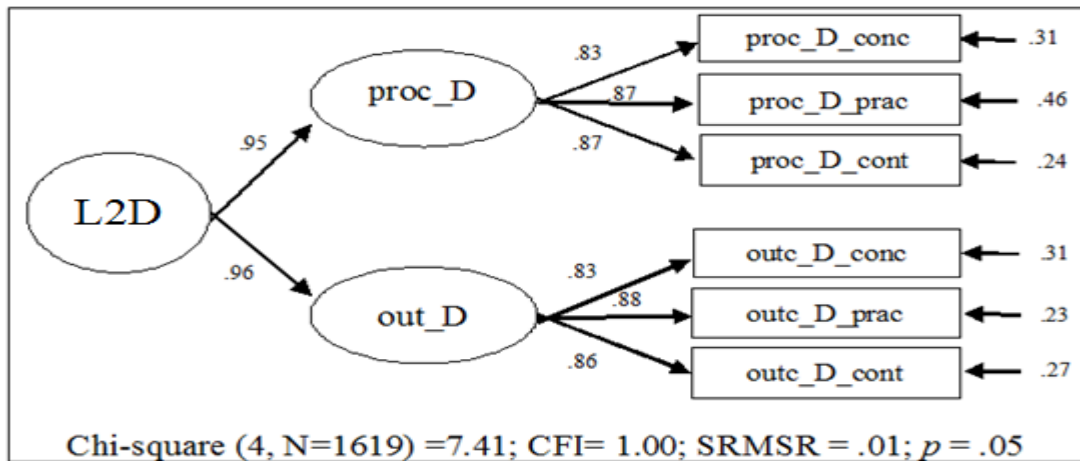 proc_D_conc
.31
.83
proc_D
.87
proc_D_prac
.46
.87
proc_D_cont
.24
.95
L2D
.96
outc_D_conc
.31
.83
.88
out_D
outc_D_prac
.23
.86
outc_D_cont
.27
Chi-square (4, N=1619) =7.41; CFI= 1.00; SRMSR = .01; p = .05